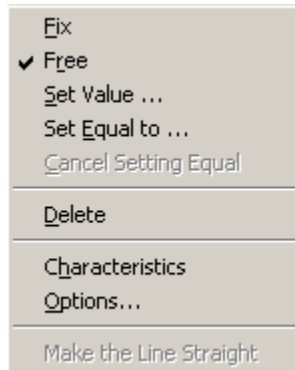 Fix
Free
Set Value ...
Set Equal to ...
Cancel Setting Equal
Delete
Characteristics
Options...
Make the Line Straight